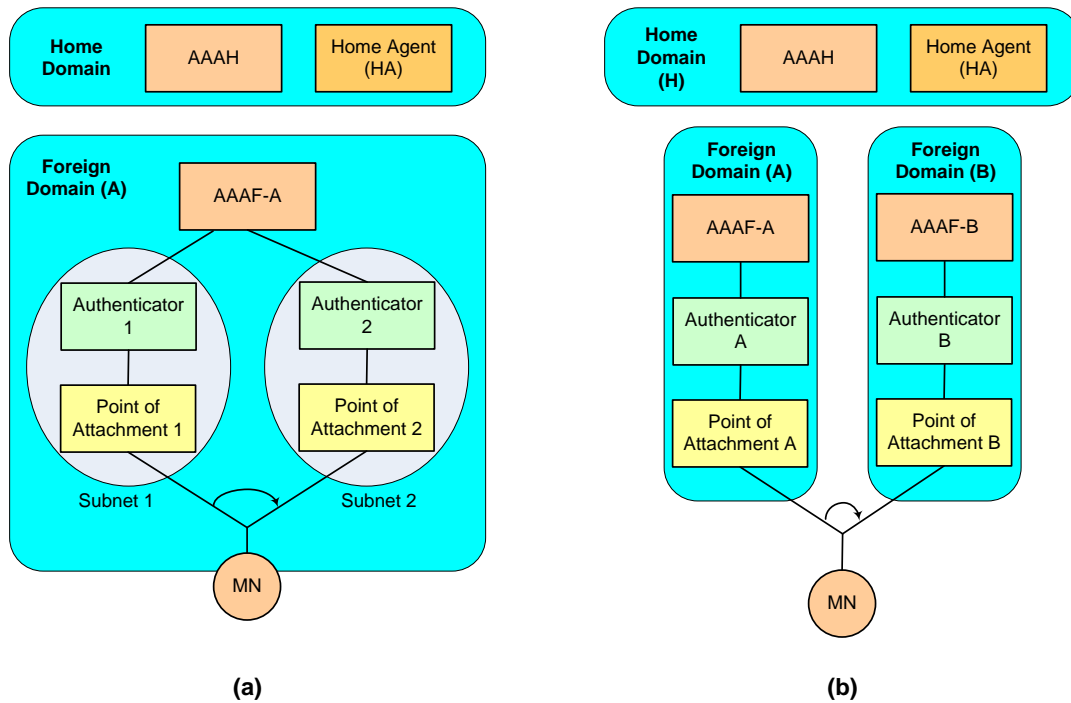 Home
Domain
AAAH
Home Agent
(HA)
Foreign
Domain (A)
AAAF-A
Authenticator
1
Authenticator
2
Point of
Attachment 1
Point of
Attachment 2
Subnet 1
Subnet 2
MN
(a)
Home
Domain
(H)
AAAH
Home Agent
(HA)
Foreign
Domain (A)
Foreign
Domain (B)
AAAF-A
AAAF-B
Authenticator
A
Authenticator
B
Point of
Attachment A
Point of
Attachment B
MN
(b)